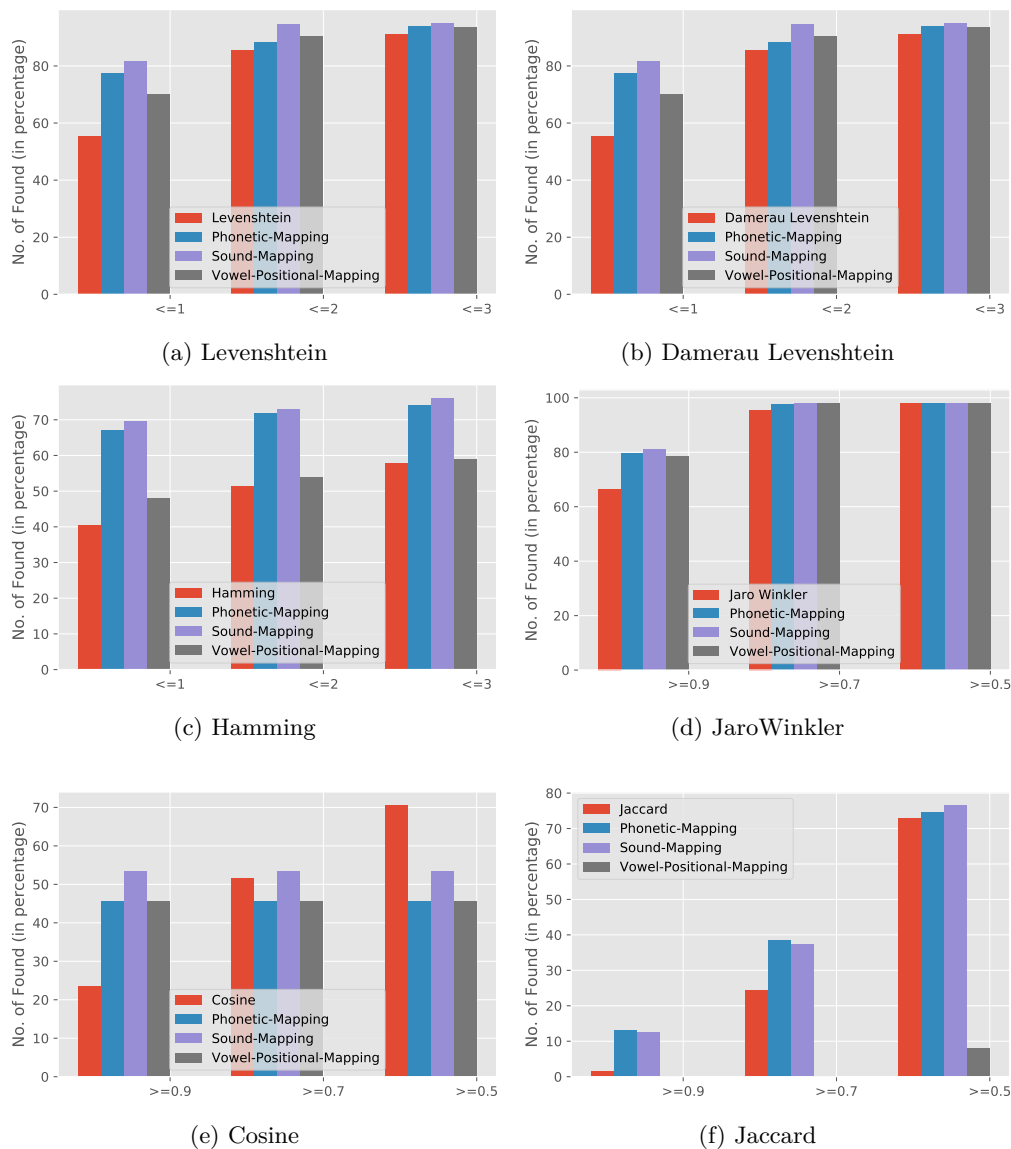 No. of Found (in percentage)
80
60
40
20
0
Levenshtein
Phonetic-Mapping
Sound-Mapping
Vowel-Positional-Mapping
<=1
<=2
<=3
(a) Levenshtein
No. of Found (in percentage)
80
60
40
20
0
Damerau Levenshtein
Phonetic-Mapping
Sound-Mapping
Vowel-Positional-Mapping
<=1
<=2
<=3
(b) Damerau Levenshtein
No. of Found (in percentage)
70
60
50
40
30
20
10
0
Hamming
Phonetic-Mapping
Sound-Mapping
Vowel-Positional-Mapping
<=1
<=2
<=3
(c) Hamming
No. of Found (in percentage)
100
80
60
40
20
0
Jaro Winkler
Phonetic-Mapping
Sound-Mapping
Vowel-Positional-Mapping
>=0.9
>=0.7
>=0.5
(d) JaroWinkler
No. of Found (in percentage)
70
60
50
40
30
20
10
0
Cosine
Phonetic-Mapping
Sound-Mapping
Vowel-Positional-Mapping
>=0.9
>=0.7
>=0.5
(e) Cosine
No. of Found (in percentage)
80
70
60
50
40
30
20
10
0
Jaccard
Phonetic-Mapping
Sound-Mapping
Vowel-Positional-Mapping
>=0.9
>=0.7
>=0.5
(f) Jaccard